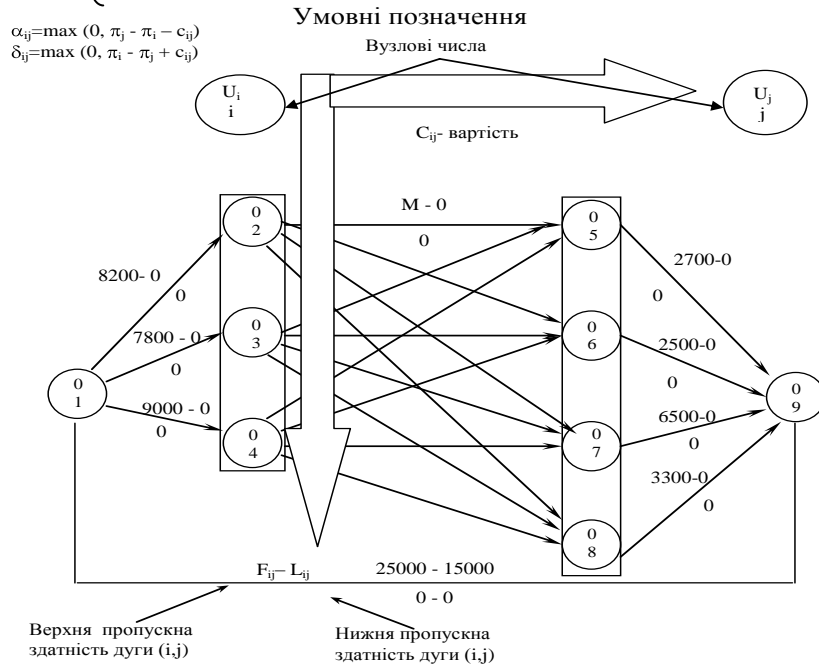 Умовні позначення
αij=max (0, πj - πi – cij)
δij=max (0, πi - πj + cij)
Вузлові числа
Ui
i
Uj
j
Cij- вартість
0
2
M - 0
0
0
5
8200- 0
0
2700-0
0
0
3
0
6
7800 - 0
0
2500-0
0
0
1
9000 - 0
0
0
9
6500-0
0
0
4
0
7
3300-0
0
0
8
Fij– Lij
25000 - 15000
0 - 0
Верхня пропускна
здатність дуги (i,j)
Нижня пропускна
здатність дуги (i,j)